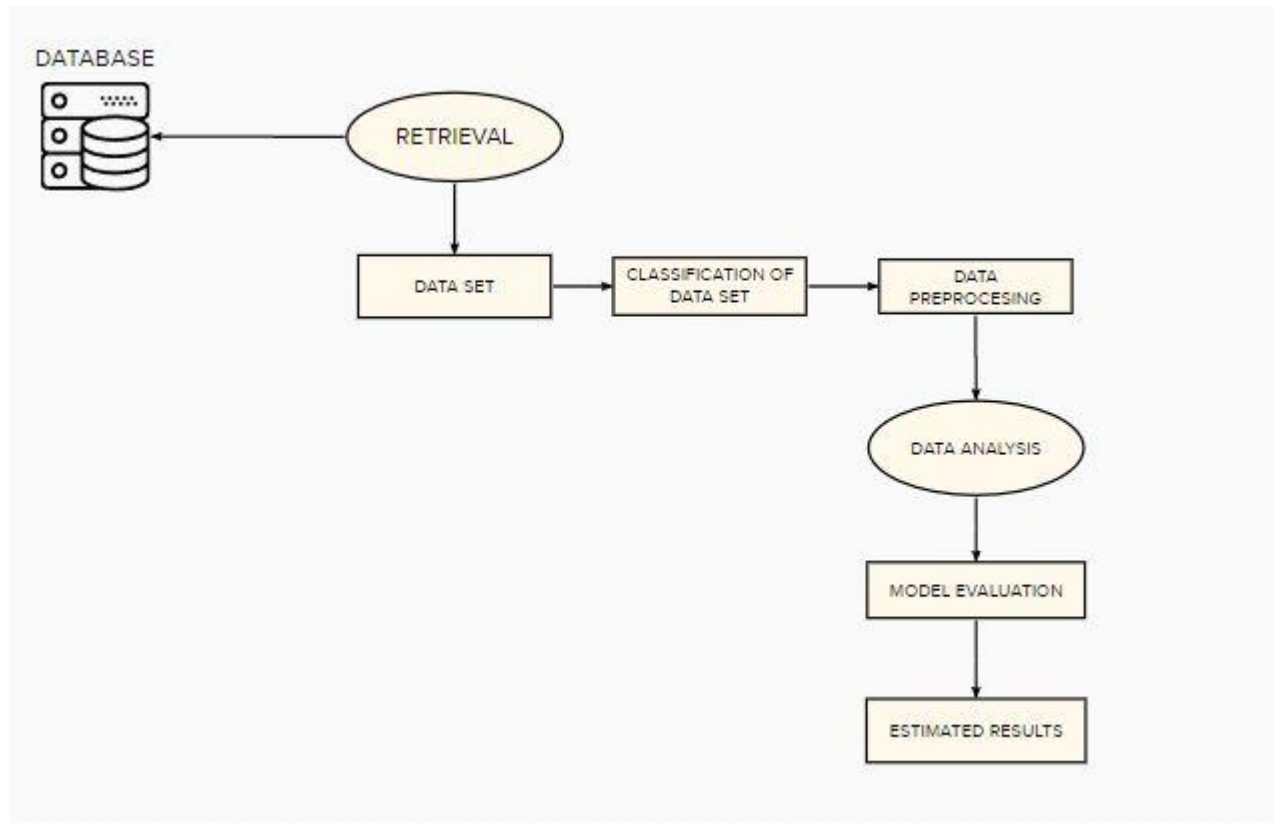 DATABASE
RETRIEVAL
DATA SET
CLASSIFICATION OF
DATA SET
DATA
PREPROCESING
DATA ANALYSIS
MODEL EVALUATION
ESTIMATED RESULTS